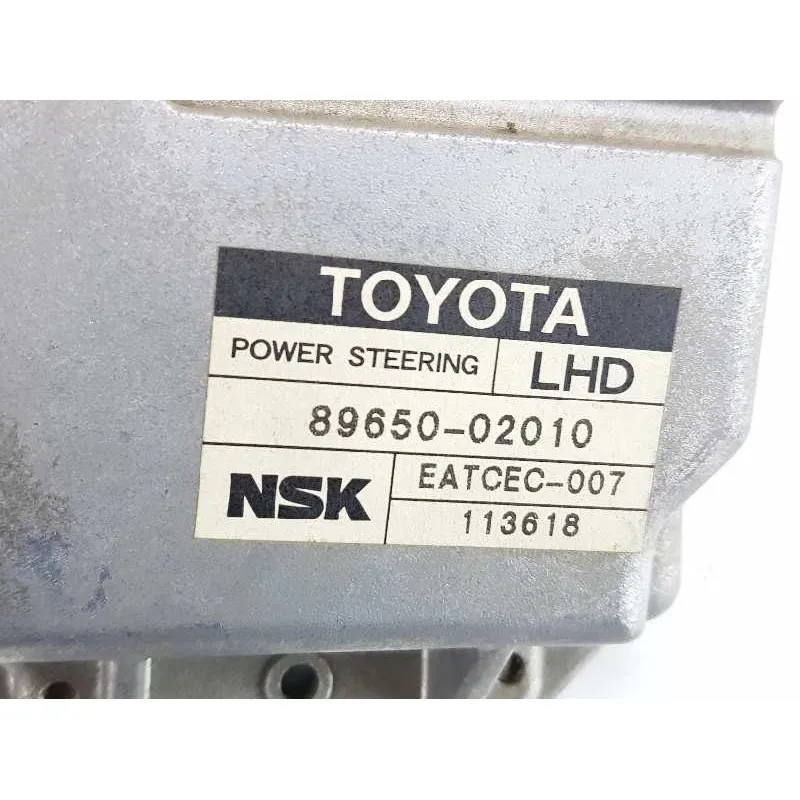 TOYOTA
POWER STEERING LHD
89650-02010
NSK EATCEC-007
113618